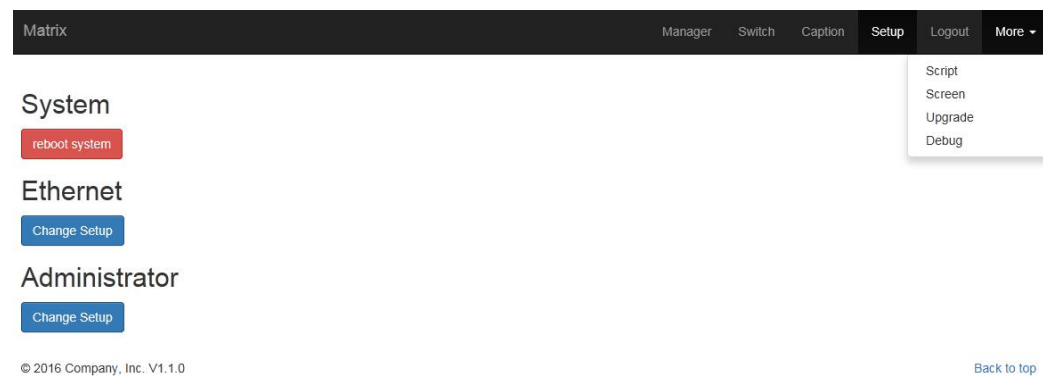 Matrix Manager Switch Caption Setup Logout More
Script
Screen
Upgrade
Debug
System
reboot system
Ethernet
Change Setup
Administrator
Change Setup
© 2016 Company, Inc. V1.1.0 Back to top